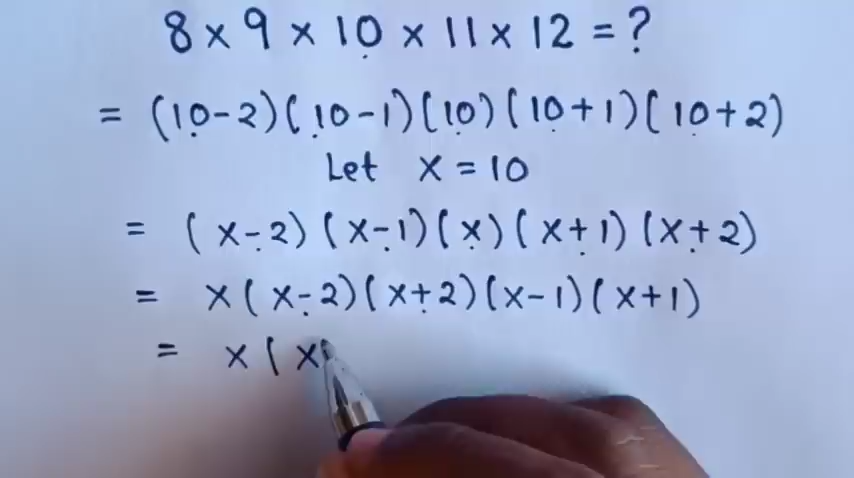 8 × 9 × 10 × 11 × 12 = ?
= (10-2)(10-1)(10)(10+1)(10+2)
Let x = 10
= (x-2)(x-1)(x)(x+1)(x+2)
= x(x-2)(x+2)(x-1)(x+1)
= x(x